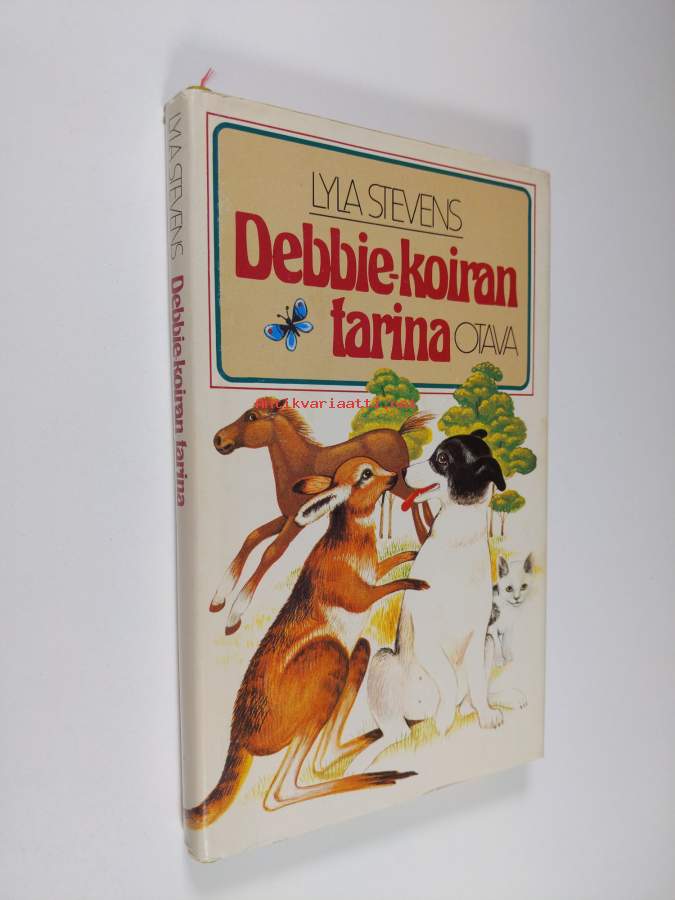 LYLA STEVENS
Debbie-koiran
tarina OTAVA
LYLA STEVENS Debbie-koiran tarina